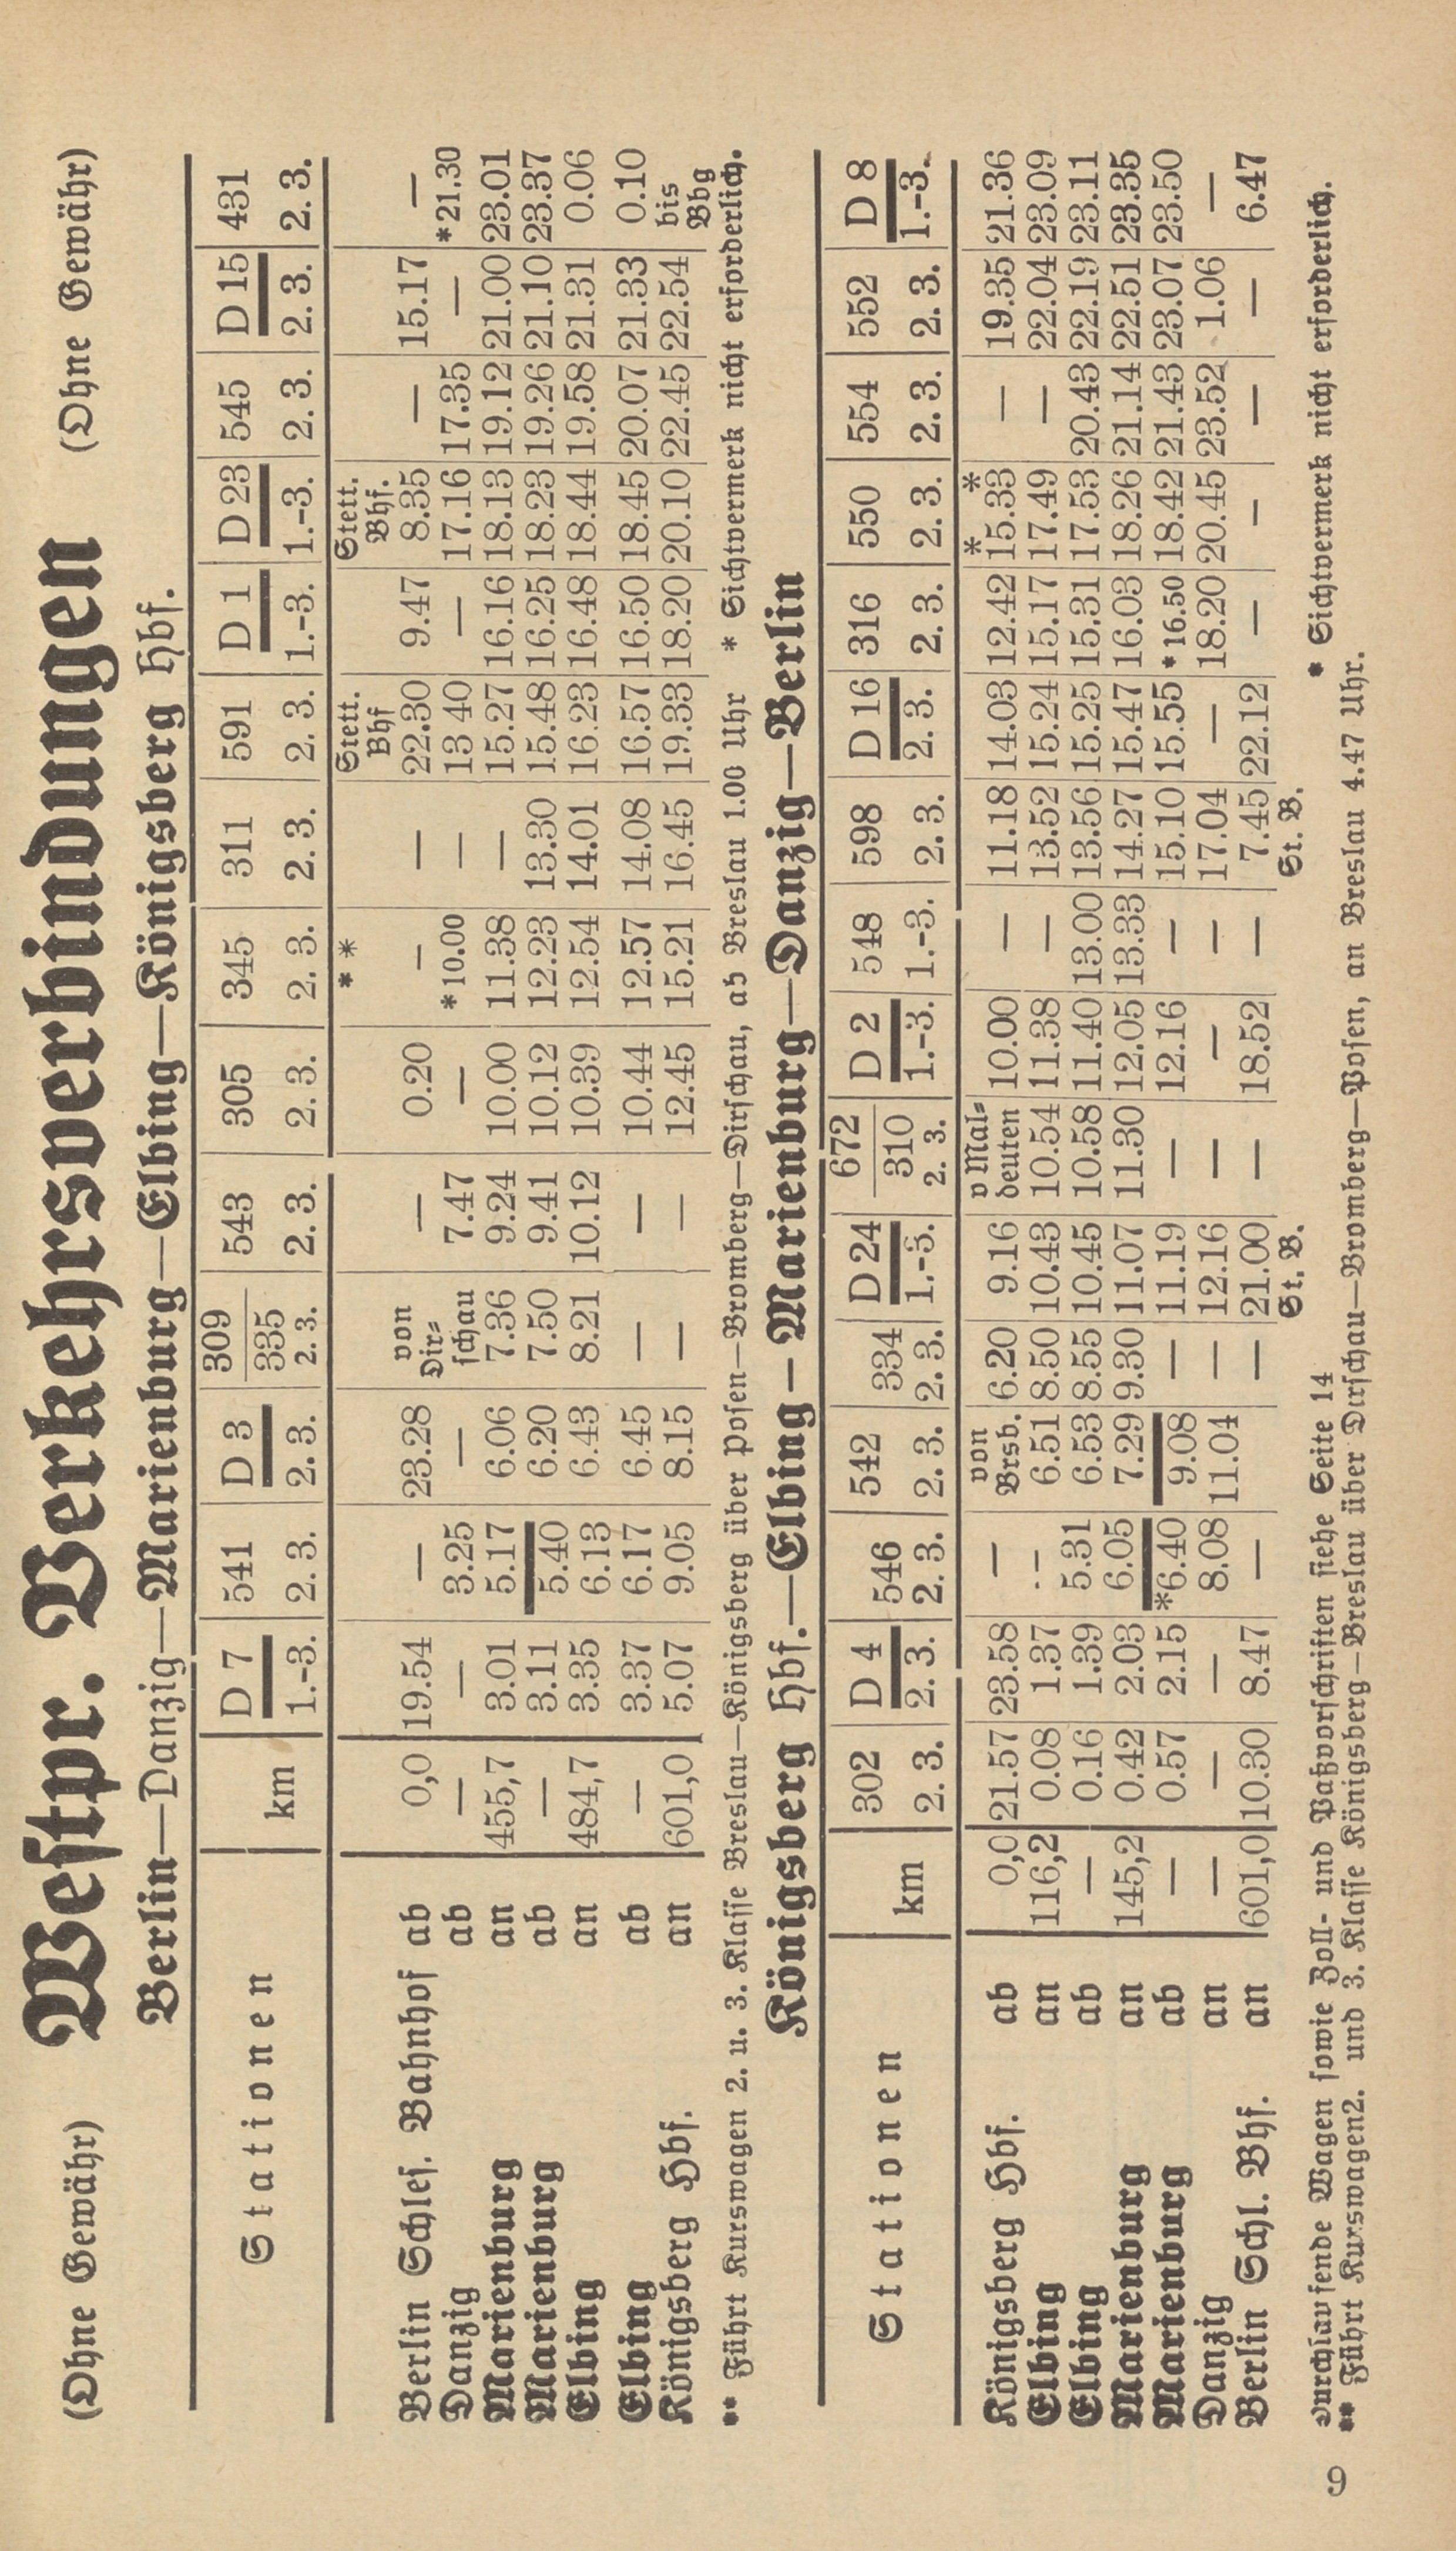 (Ohne Gewähr) Westpr. Verkehrsverbindungen (Ohne Gewähr)
Berlin—Danzig—Marienburg—Elbing—Königsberg Hbf.
Stationen km D 7 541 D 3 309 543 305 345 311 591 D 1 D 23 545 D 15 431
335
1.-3. 2. 3. 2. 3. 2. 3. 2. 3. 2. 3. 2. 3. 2. 3. 2. 3. 1.-3. 1.-3. 2. 3. 2. 3. 2. 3.
* * Stett. Bhf Stett. Bhf.
Berlin Schles. Bahnhof ab 0,0 19.54 — 23.28 von — 0.20 — — 22.30 9.47 8.35 — 15.17 —
Danzig ab — — 3.25 — Dir= schau 7.47 — *10.00 — 13 40 — 17.16 17.35 — *21.30
Marienburg an 455,7 3.01 5.17 6.06 7.36 9.24 10.00 11.38 — 15.27 16.16 18.13 19.12 21.00 23.01
Marienburg ab — 3.11 5.40 6.20 7.50 9.41 10.12 12.23 13.30 15.48 16.25 18.23 19.26 21.10 23.37
Elbing an 484,7 3.35 6.13 6.43 8.21 10.12 10.39 12.54 14.01 16.23 16.48 18.44 19.58 21.31 0.06
Elbing ab — 3.37 6.17 6.45 — — 10.44 12.57 14.08 16.57 16.50 18.45 20.07 21.33 0.10
Königsberg Hbf. an 601,0 5.07 9.05 8.15 — — 12.45 15.21 16.45 19.33 18.20 20.10 22.45 22.54 bis Bbg
** Führt Kurswagen 2. u. 3. Klasse Breslau—Königsberg über Posen—Bromberg—Dirschau, ab Breslau 1.00 Uhr * Sichtvermerk nicht erforderlich.
Königsberg Hbf.—Elbing—Marienburg—Danzig—Berlin
Stationen km 302 D 4 546 542 334 D 24 672 D 2 548 598 D 16 316 550 554 552 D 8
310
2. 3. 2. 3. 2. 3. 2. 3. 2. 3. 1.-3. 2. 3. 1.-3. 1.-3. 2. 3. 2. 3. 2. 3. 2. 3. 2. 3. 2. 3. 1.-3.
* *
Königsberg Hbf. ab 0,0 21.57 23.58 — von Brsb. 6.20 9.16 v Mal= deuten 10.00 — 11.18 14.03 12.42 15.33 — 19.35 21.36
Elbing an 116,2 0.08 1.37 -- 6.51 8.50 10.43 10.54 11.38 — 13.52 15.24 15.17 17.49 — 22.04 23.09
Elbing ab — 0.16 1.39 5.31 6.53 8.55 10.45 10.58 11.40 13.00 13.56 15.25 15.31 17.53 20.43 22.19 23.11
Marienburg an 145,2 0.42 2.03 6.05 7.29 9.30 11.07 11.30 12.05 13.33 14.27 15.47 16.03 18.26 21.14 22.51 23.35
Marienburg ab — 0.57 2.15 *6.40 9.08 — 11.19 — 12.16 — 15.10 15.55 *16.50 18.42 21.43 23.07 23.50
Danzig an — — — 8.08 11.04 — 12.16 — — — 17.04 — 18.20 20.45 23.52 1.06 —
Berlin Schl. Bhf. an 601,0 10.30 8.47 — — 21.00 — 18.52 — 7.45 22.12 — — — — 6.47
St. B. St. B.
Durchlaufende Wagen sowie Zoll- und Paßvorschriften siehe Seite 14 * Sichtvermerk nicht erforderlich.
** Führt Kurswagen2. und 3. Klasse Königsberg—Breslau über Dirschau—Bromberg—Posen, an Breslau 4.47 Uhr.
6